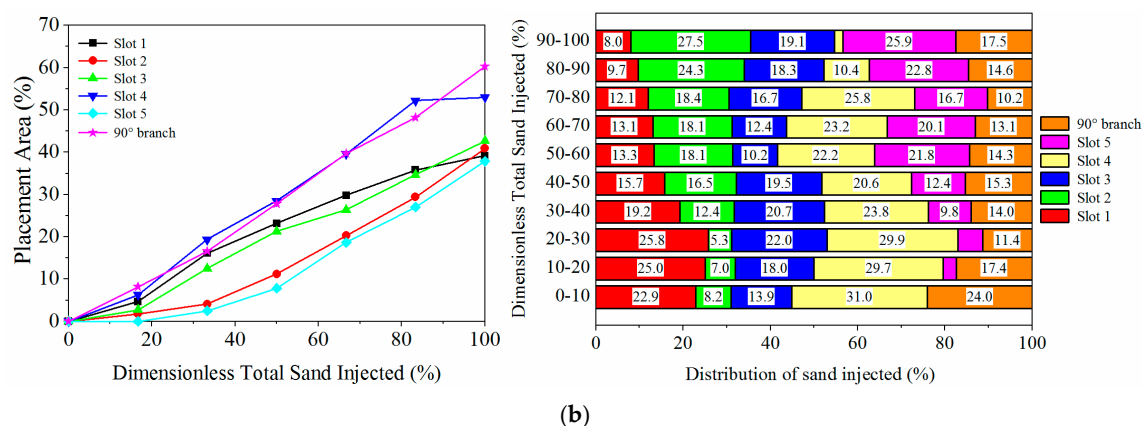 70
60
50
40
30
20
10
0
Placement Area (%)
Slot 1
Slot 2
Slot 3
Slot 4
Slot 5
90° branch
0 20 40 60 80 100
Dimensionless Total Sand Injected (%)
Dimensionless Total Sand Injected (%)
90-100 8.0 27.5 19.1 25.9 17.5
80-90 9.7 24.3 18.3 10.4 22.8 14.6
70-80 12.1 18.4 16.7 25.8 16.7 10.2
60-70 13.1 18.1 12.4 23.2 20.1 13.1
50-60 13.3 18.1 10.2 22.2 21.8 14.3
40-50 15.7 16.5 19.5 20.6 12.4 15.3
30-40 19.2 12.4 20.7 23.8 9.8 14.0
20-30 25.8 5.3 22.0 29.9 11.4
10-20 25.0 7.0 18.0 29.7 17.4
0-10 22.9 8.2 13.9 31.0 24.0
0 20 40 60 80 100
Distribution of sand injected (%)
90° branch
Slot 5
Slot 4
Slot 3
Slot 2
Slot 1
(b)